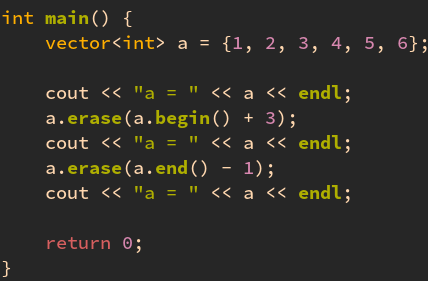 int main() {
    vector<int> a = {1, 2, 3, 4, 5, 6};
    cout << "a = " << a << endl;
    a.erase(a.begin() + 3);
    cout << "a = " << a << endl;
    a.erase(a.end() - 1);
    cout << "a = " << a << endl;
    return 0;
}